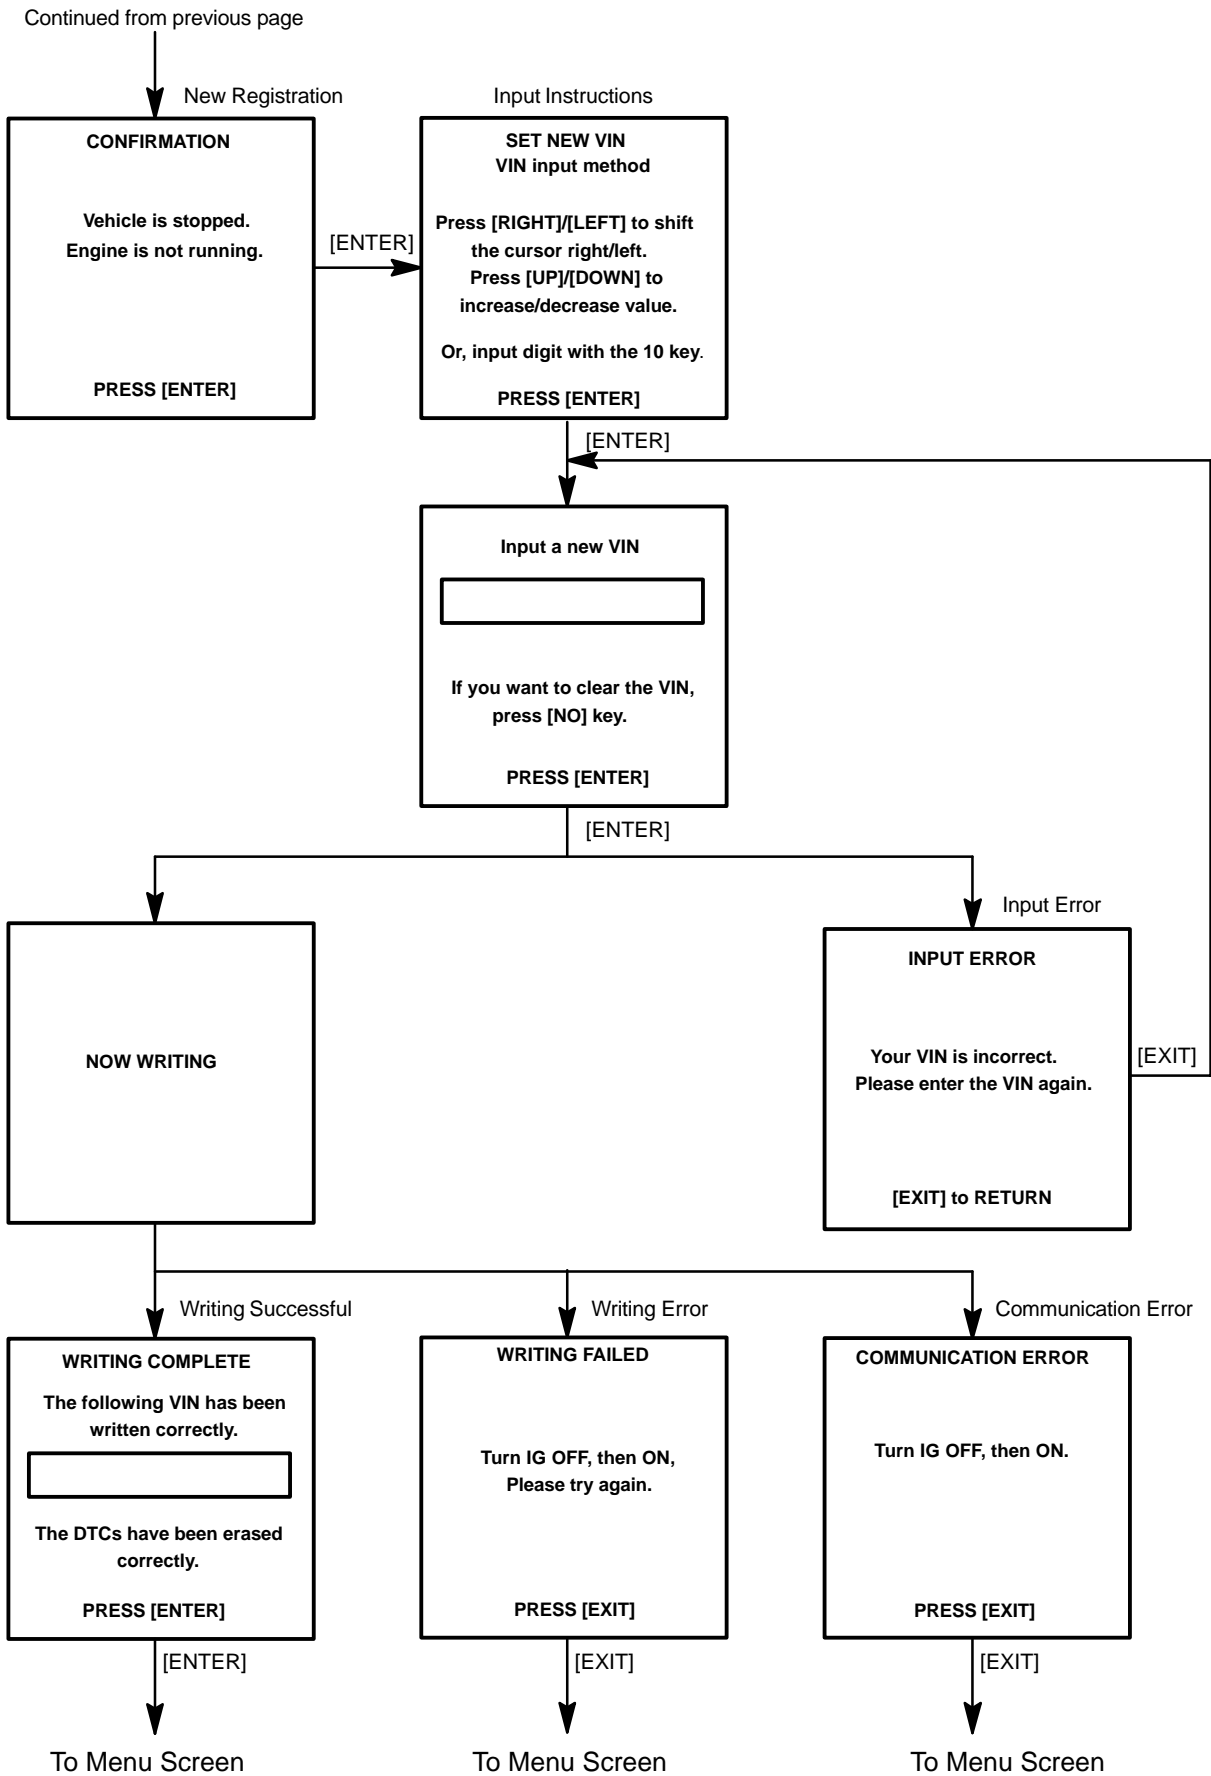 Continued from previous page
New Registration
Input Instructions
CONFIRMATION
Vehicle is stopped.
Engine is not running.
PRESS [ENTER]
[ENTER]
SET NEW VIN
VIN input method
Press [RIGHT]/[LEFT] to shift
the cursor right/left.
Press [UP]/[DOWN] to
increase/decrease value.
Or, input digit with the 10 key.
PRESS [ENTER]
[ENTER]
Input a new VIN
If you want to clear the VIN,
press [NO] key.
PRESS [ENTER]
[ENTER]
NOW WRITING
Input Error
INPUT ERROR
Your VIN is incorrect.
Please enter the VIN again.
[EXIT] to RETURN
[EXIT]
Writing Successful
WRITING COMPLETE
The following VIN has been
written correctly.
The DTCs have been erased
correctly.
PRESS [ENTER]
[ENTER]
To Menu Screen
Writing Error
WRITING FAILED
Turn IG OFF, then ON,
Please try again.
PRESS [EXIT]
[EXIT]
To Menu Screen
Communication Error
COMMUNICATION ERROR
Turn IG OFF, then ON.
PRESS [EXIT]
[EXIT]
To Menu Screen